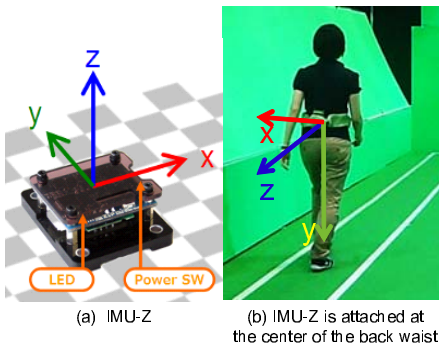 z
y
x
LED
Power SW
(a) IMU-Z
x
z
y
(b) IMU-Z is attached at
the center of the back waist